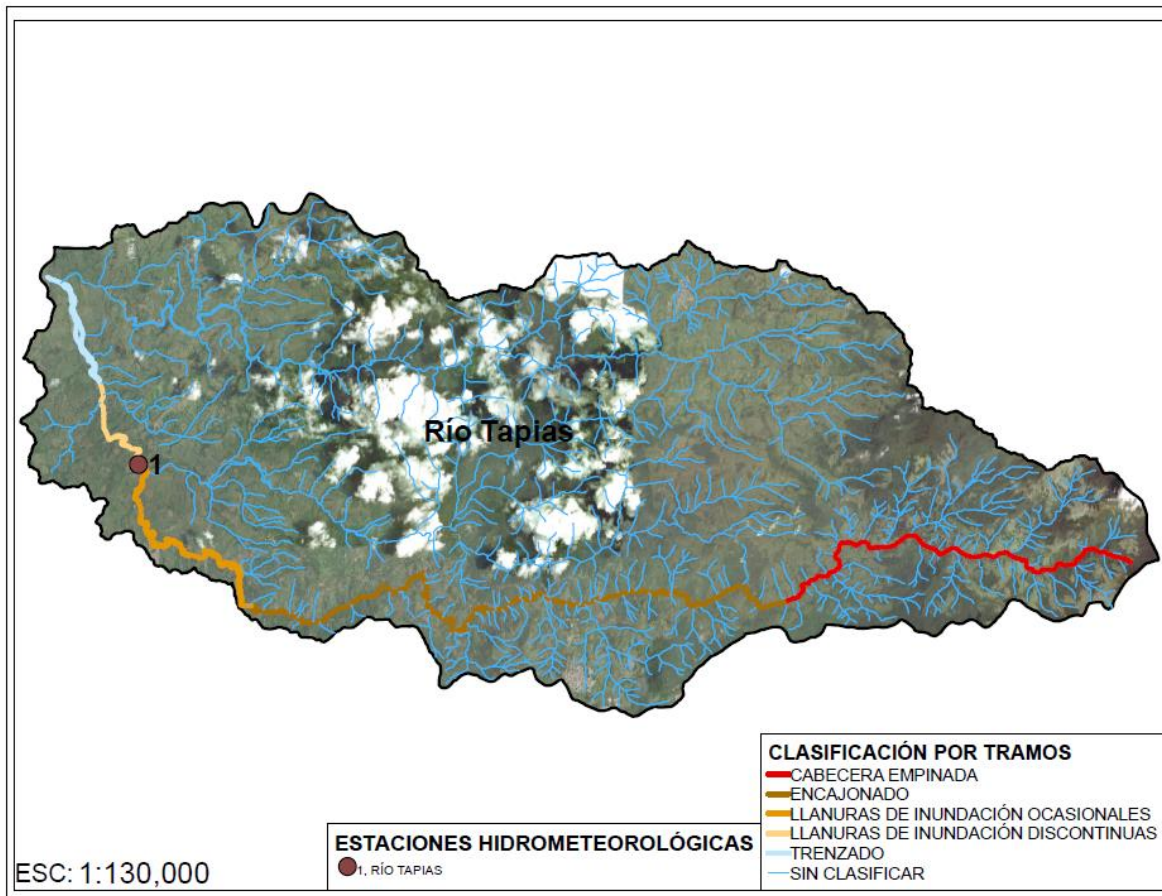 Río Tapias
1
CLASIFICACIÓN POR TRAMOS
CABECERA EMPINADA
ENCAJONADO
LLANURAS DE INUNDACIÓN OCASIONALES
LLANURAS DE INUNDACIÓN DISCONTINUAS
TRENZADO
SIN CLASIFICAR
ESTACIONES HIDROMETEOROLÓGICAS
1, RÍO TAPIAS
ESC: 1:130,000